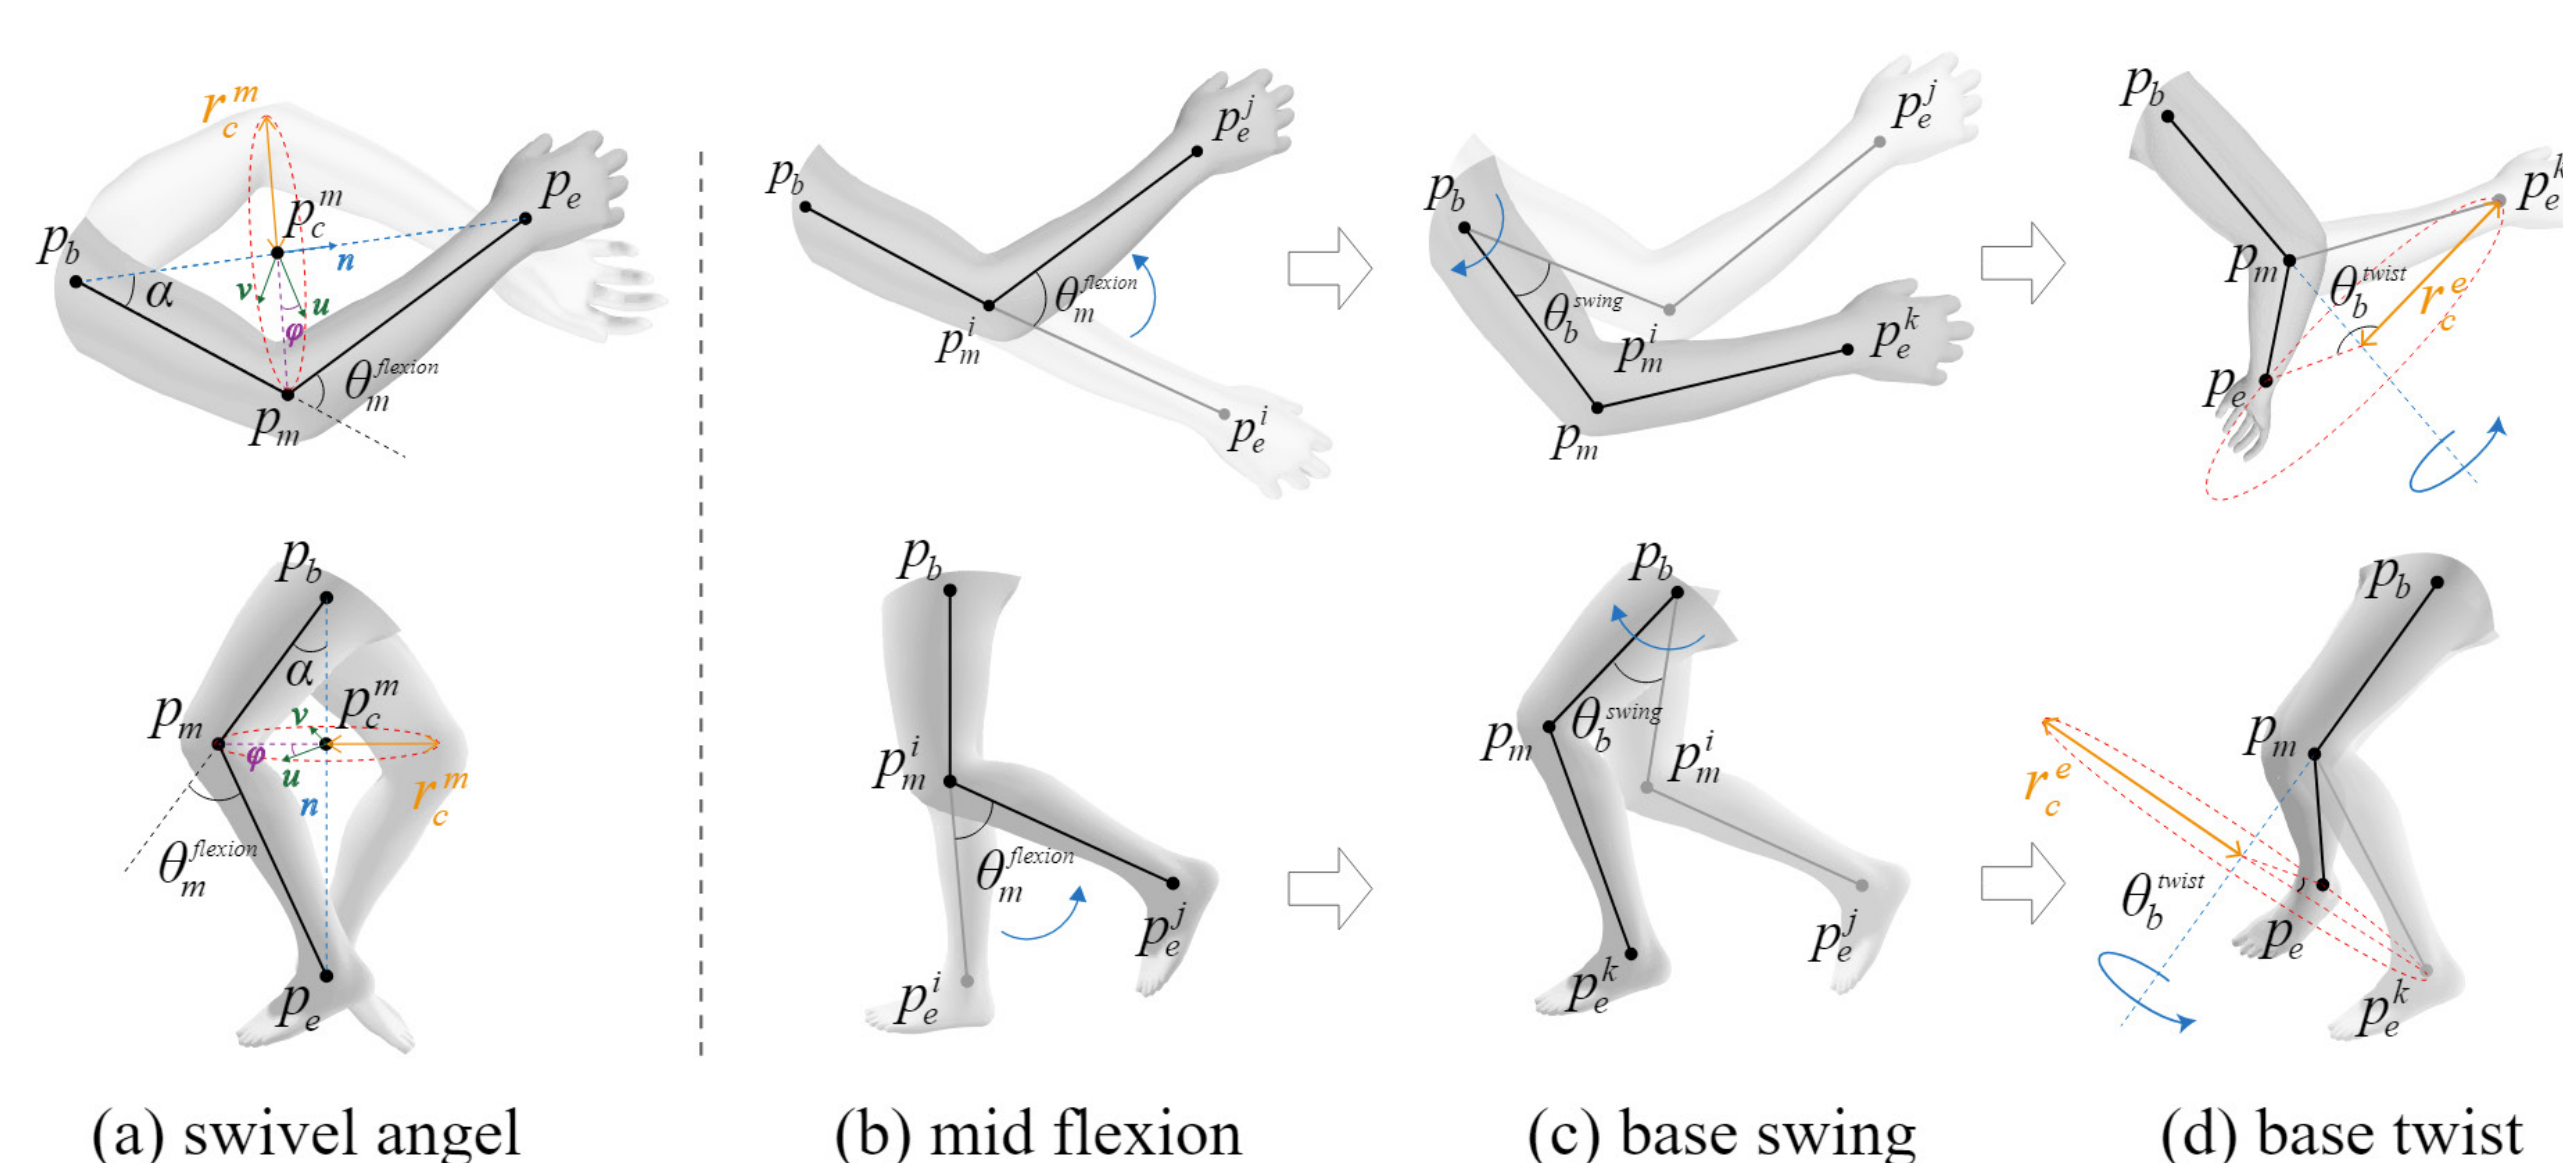 r_c^m
p_c^m
p_e
p_b
n
α
v
u
φ
θ_m^{flexion}
p_m
p_b
p_e^j
θ_m^{flexion}
p_m^i
p_e^i
p_b
p_e^j
θ_b^{swing}
p_m^i
p_e^k
p_m
p_b
p_e^k
p_m
θ_b^{twist}
r_c^e
p_e
p_b
α
p_c^m
p_m
v
φ
u
n
r_c^m
θ_m^{flexion}
p_e
p_b
p_m^i
θ_m^{flexion}
p_e^j
p_e^i
p_b
p_m
θ_b^{swing}
p_m^i
p_e^j
p_e^k
p_b
p_m
r_c^e
θ_b^{twist}
p_e
p_e^k
(a) swivel angel
(b) mid flexion
(c) base swing
(d) base twist